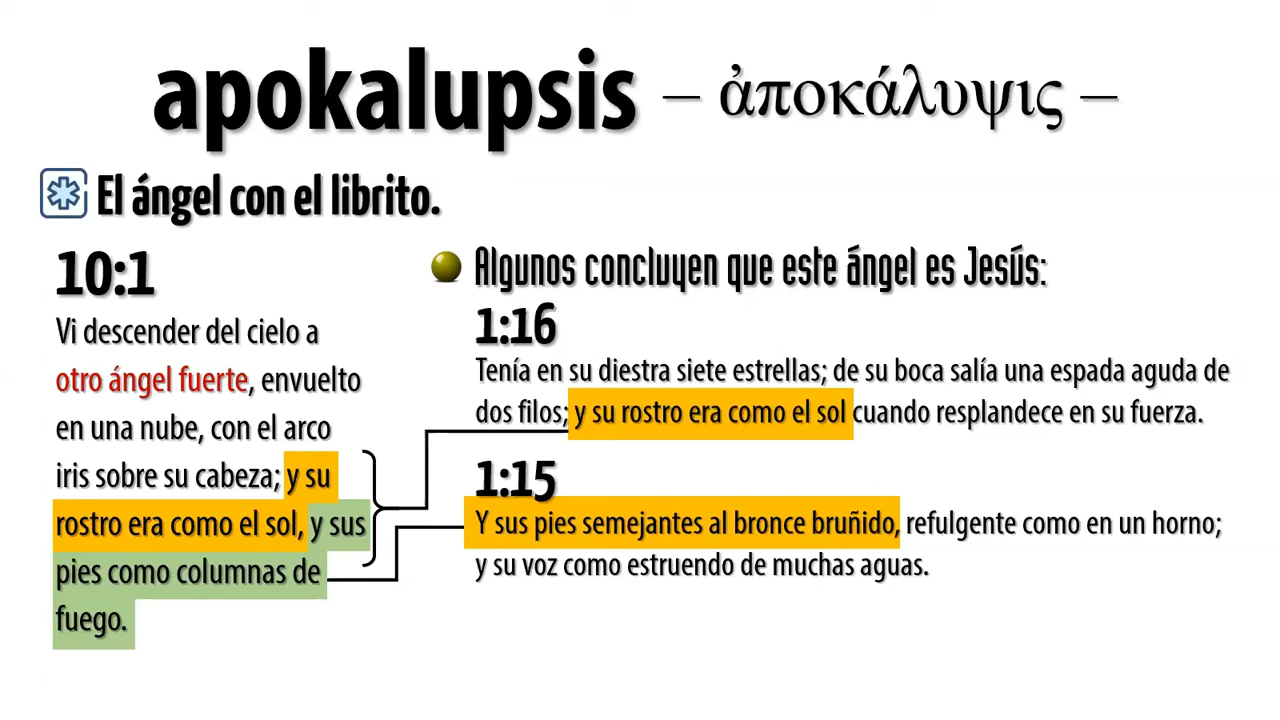 apokalupsis – ἀποκάλυψις –
El ángel con el librito.
10:1
Vi descender del cielo a
otro ángel fuerte, envuelto
en una nube, con el arco
iris sobre su cabeza; y su
rostro era como el sol, y sus
pies como columnas de
fuego.
Algunos concluyen que este ángel es Jesús:
1:16
Tenía en su diestra siete estrellas; de su boca salía una espada aguda de
dos filos; y su rostro era como el sol cuando resplandece en su fuerza.
1:15
Y sus pies semejantes al bronce bruñido, refulgente como en un horno;
y su voz como estruendo de muchas aguas.